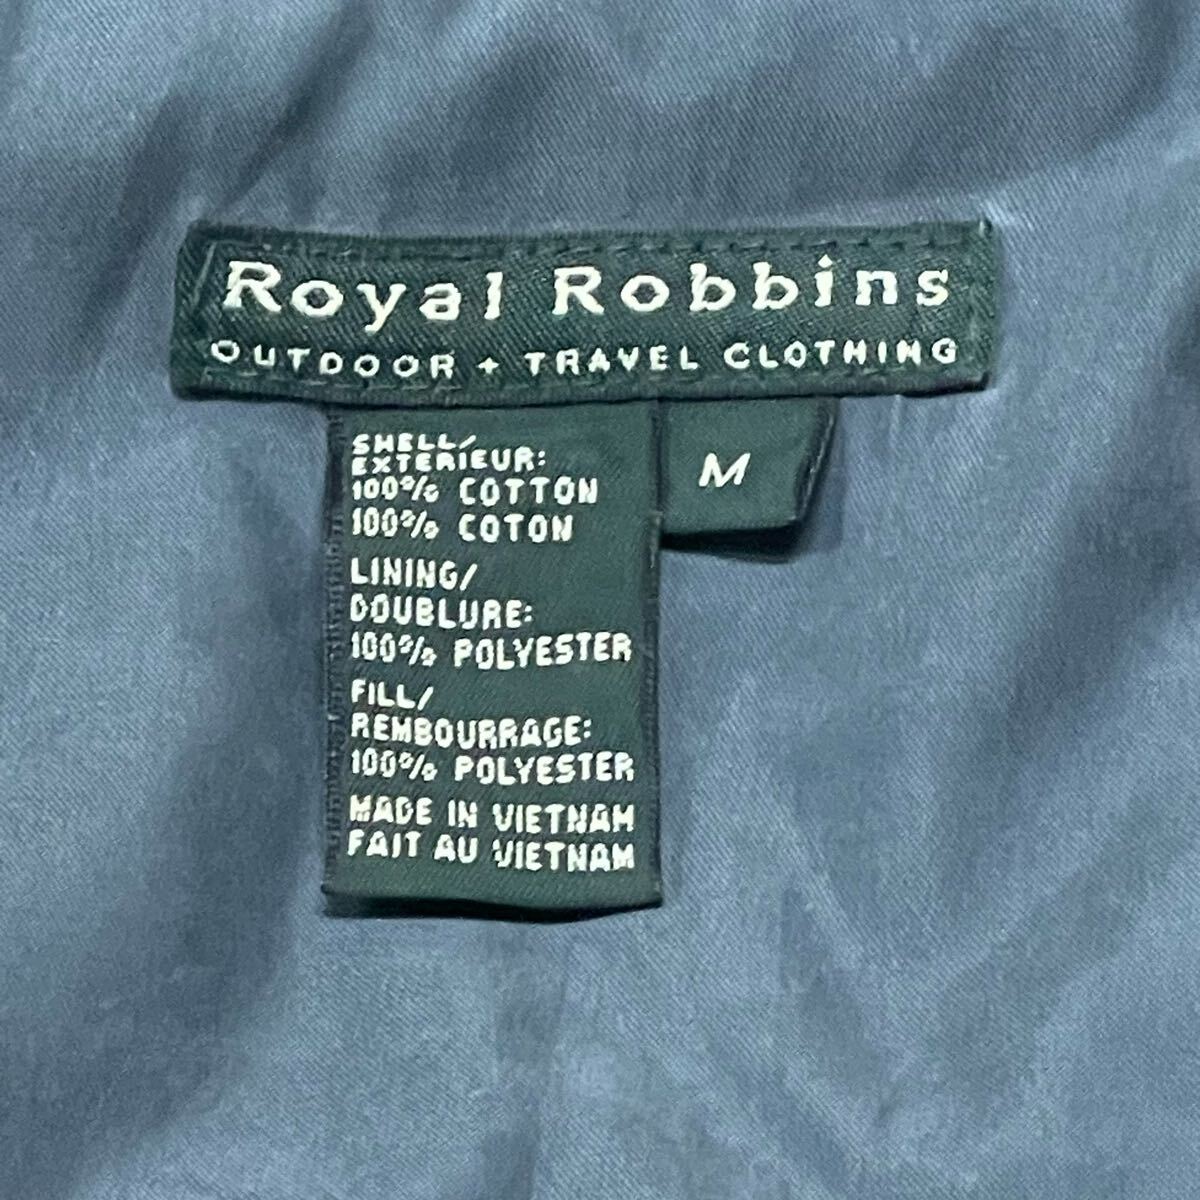 Royal Robbins
OUTDOOR + TRAVEL CLOTHING
M
SHELL/
EXTERIEUR:
100% COTTON
100% COTON
LINING/
DOUBLURE:
100% POLYESTER
FILL/
REMBOURRAGE:
100% POLYESTER
MADE IN VIETNAM
FAIT AU VIETNAM